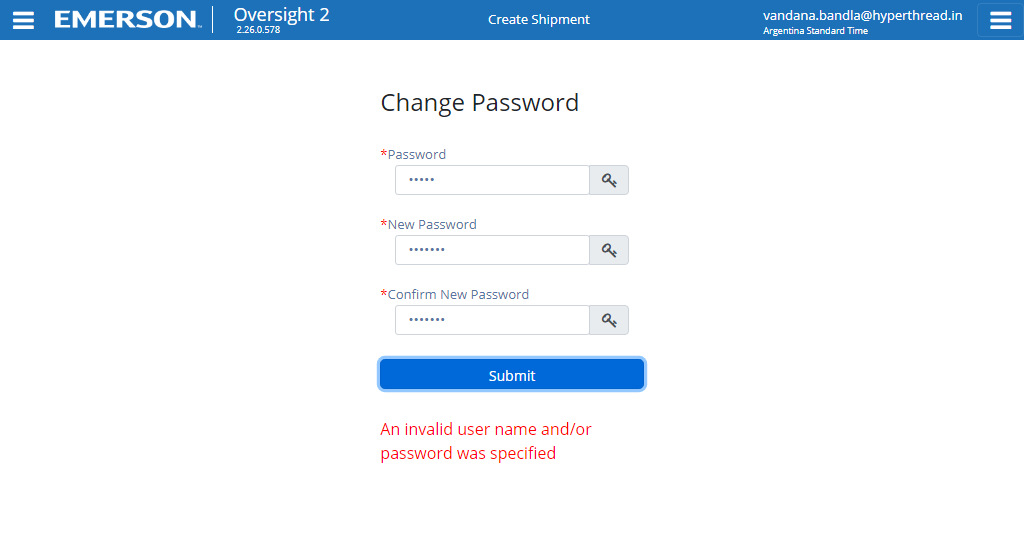 EMERSON™
Oversight 2
2.26.0.578
Create Shipment
vandana.bandla@hyperthread.in
Argentina Standard Time
Change Password
*Password
•••••
*New Password
•••••••
*Confirm New Password
•••••••
Submit
An invalid user name and/or
password was specified